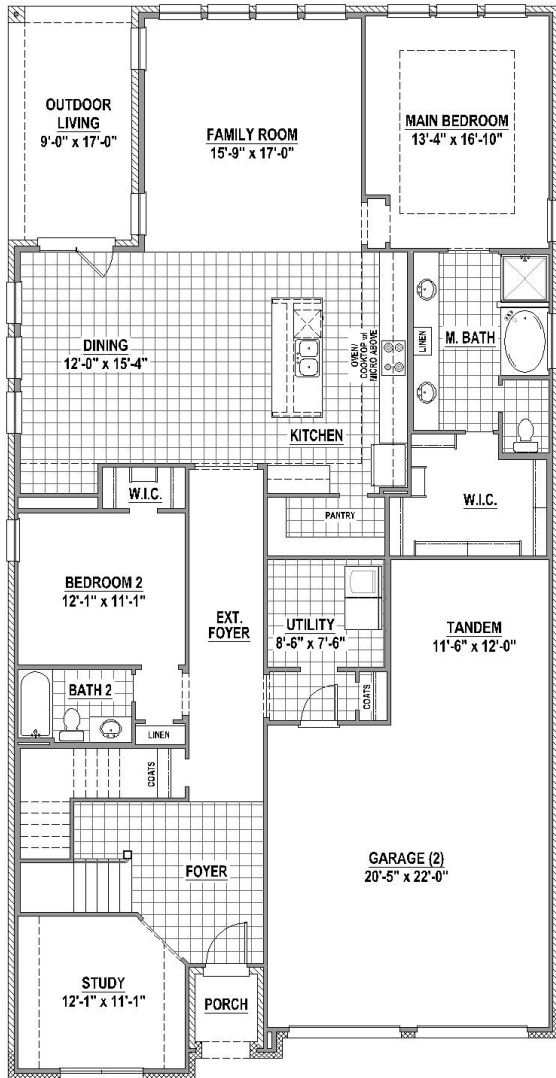 OUTDOOR
LIVING
9'-0" x 17'-0"
FAMILY ROOM
15'-9" x 17'-0"
MAIN BEDROOM
13'-4" x 16'-10"
DINING
12'-0" x 15'-4"
OVEN/
COOKTOP w/
MICRO ABOVE
LINEN
M. BATH
KITCHEN
W.I.C.
PANTRY
W.I.C.
BEDROOM 2
12'-1" x 11'-1"
EXT.
FOYER
UTILITY
8'-6" x 7'-6"
TANDEM
11'-6" x 12'-0"
BATH 2
COATS
LINEN
COATS
FOYER
GARAGE (2)
20'-5" x 22'-0"
STUDY
12'-1" x 11'-1"
PORCH